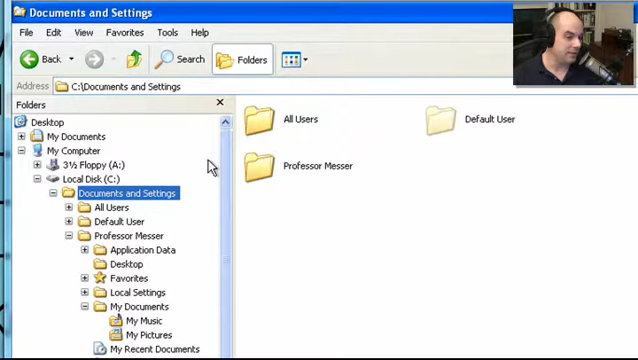 Documents and Settings
File Edit View Favorites Tools Help
Back Search Folders
Address C:\Documents and Settings
Folders
Desktop
My Documents
My Computer
3½ Floppy (A:)
Local Disk (C:)
Documents and Settings
All Users
Default User
Professor Messer
Application Data
Desktop
Favorites
Local Settings
My Documents
My Music
My Pictures
My Recent Documents
All Users Default User
Professor Messer